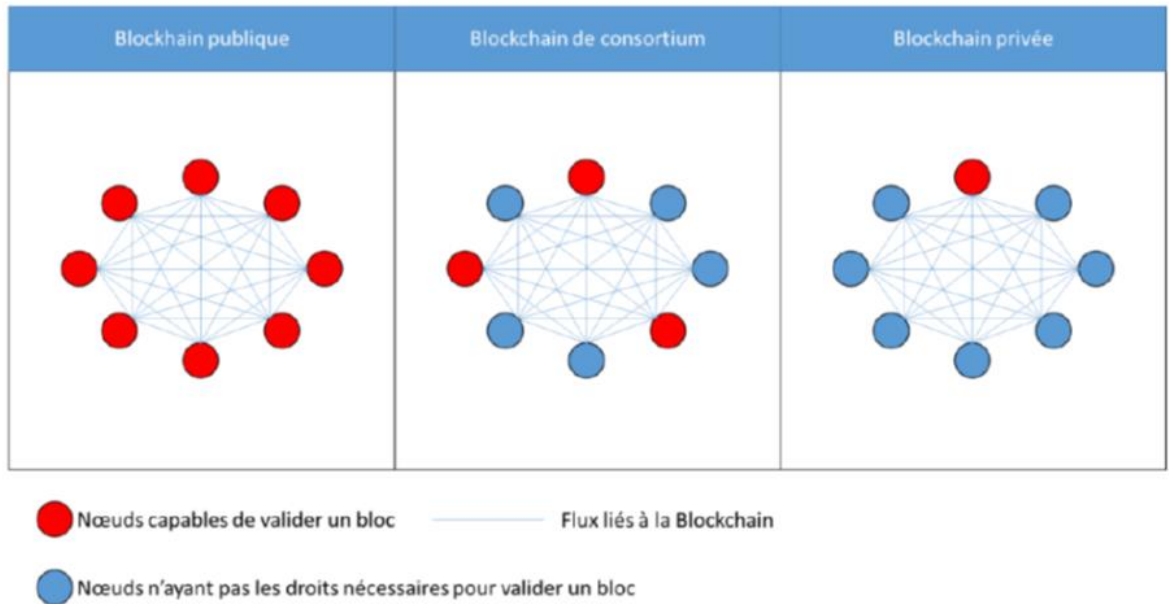 Blockhain publique
Blockchain de consortium
Blockchain privée
Nœuds capables de valider un bloc
Flux liés à la Blockchain
Nœuds n'ayant pas les droits nécessaires pour valider un bloc